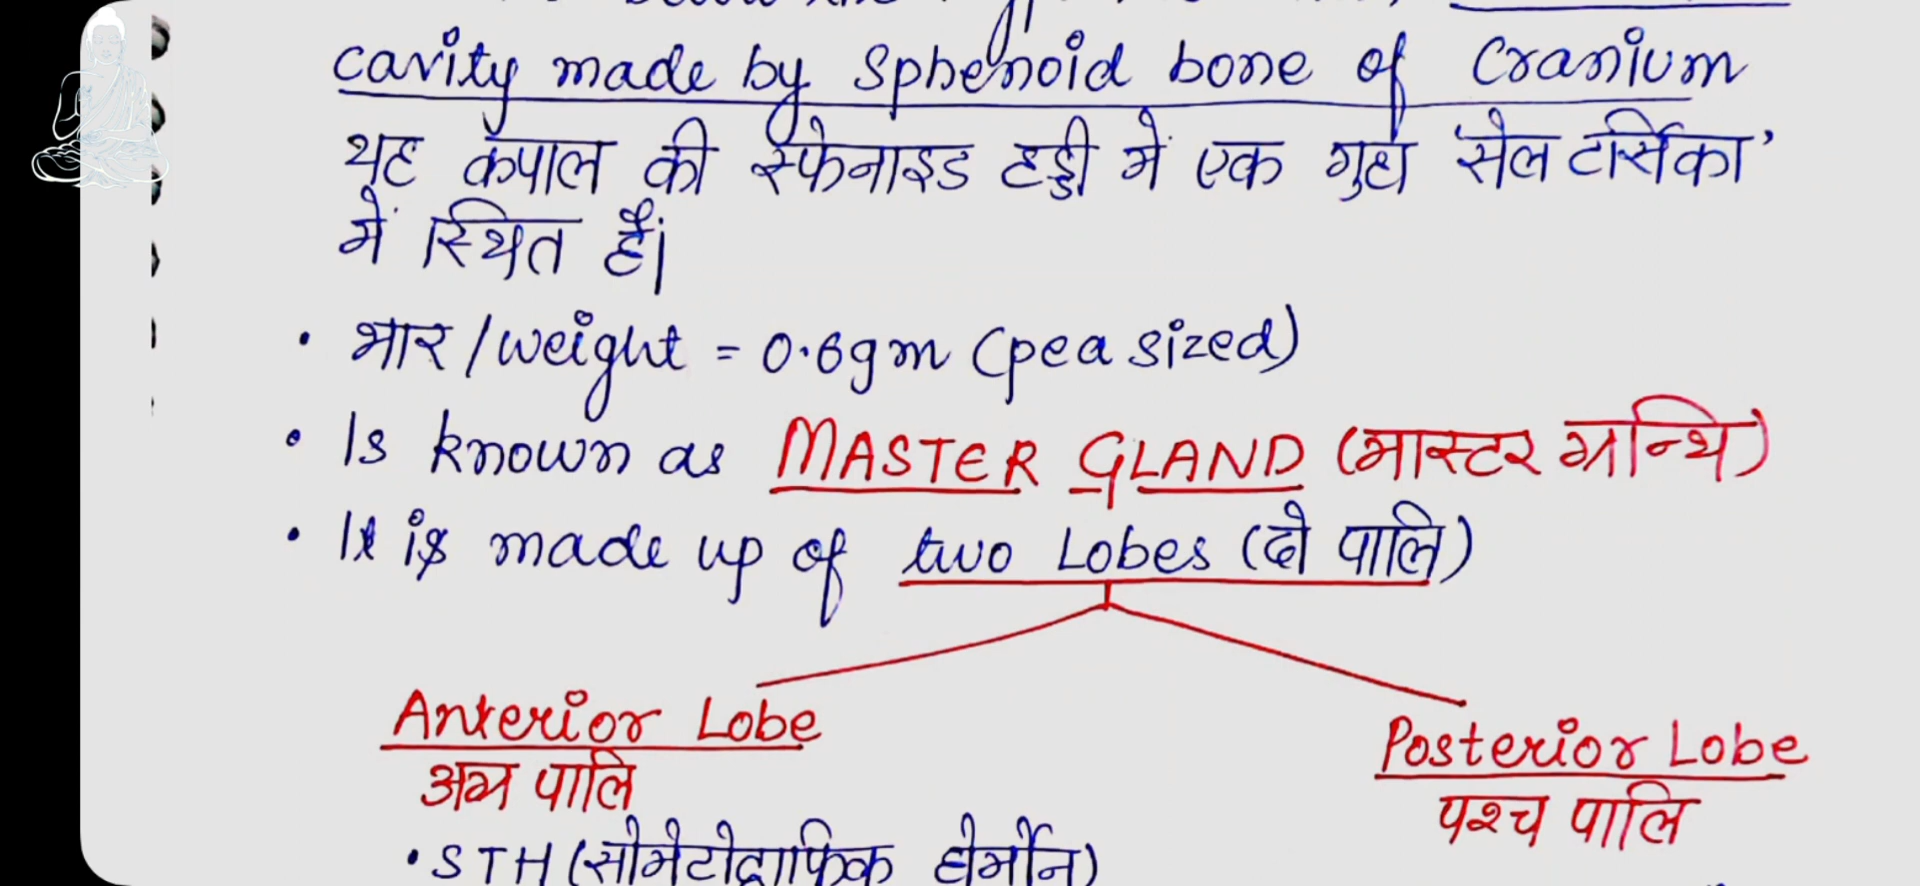 cavity made by Sphenoid bone of Cranium
यह कपाल की स्फेनाइड हड्डी में एक गुहा 'सेल टर्सिका'
में स्थित है।
• भार/weight = 0.6gm (pea sized)
• Is known as MASTER GLAND (मास्टर ग्रन्थि)
• It is made up of two Lobes (दो पालि)
Anterior Lobe
अग्र पालि
Posterior Lobe
पश्च पालि
• STH (सोमेटोट्राफिक होर्मोन)